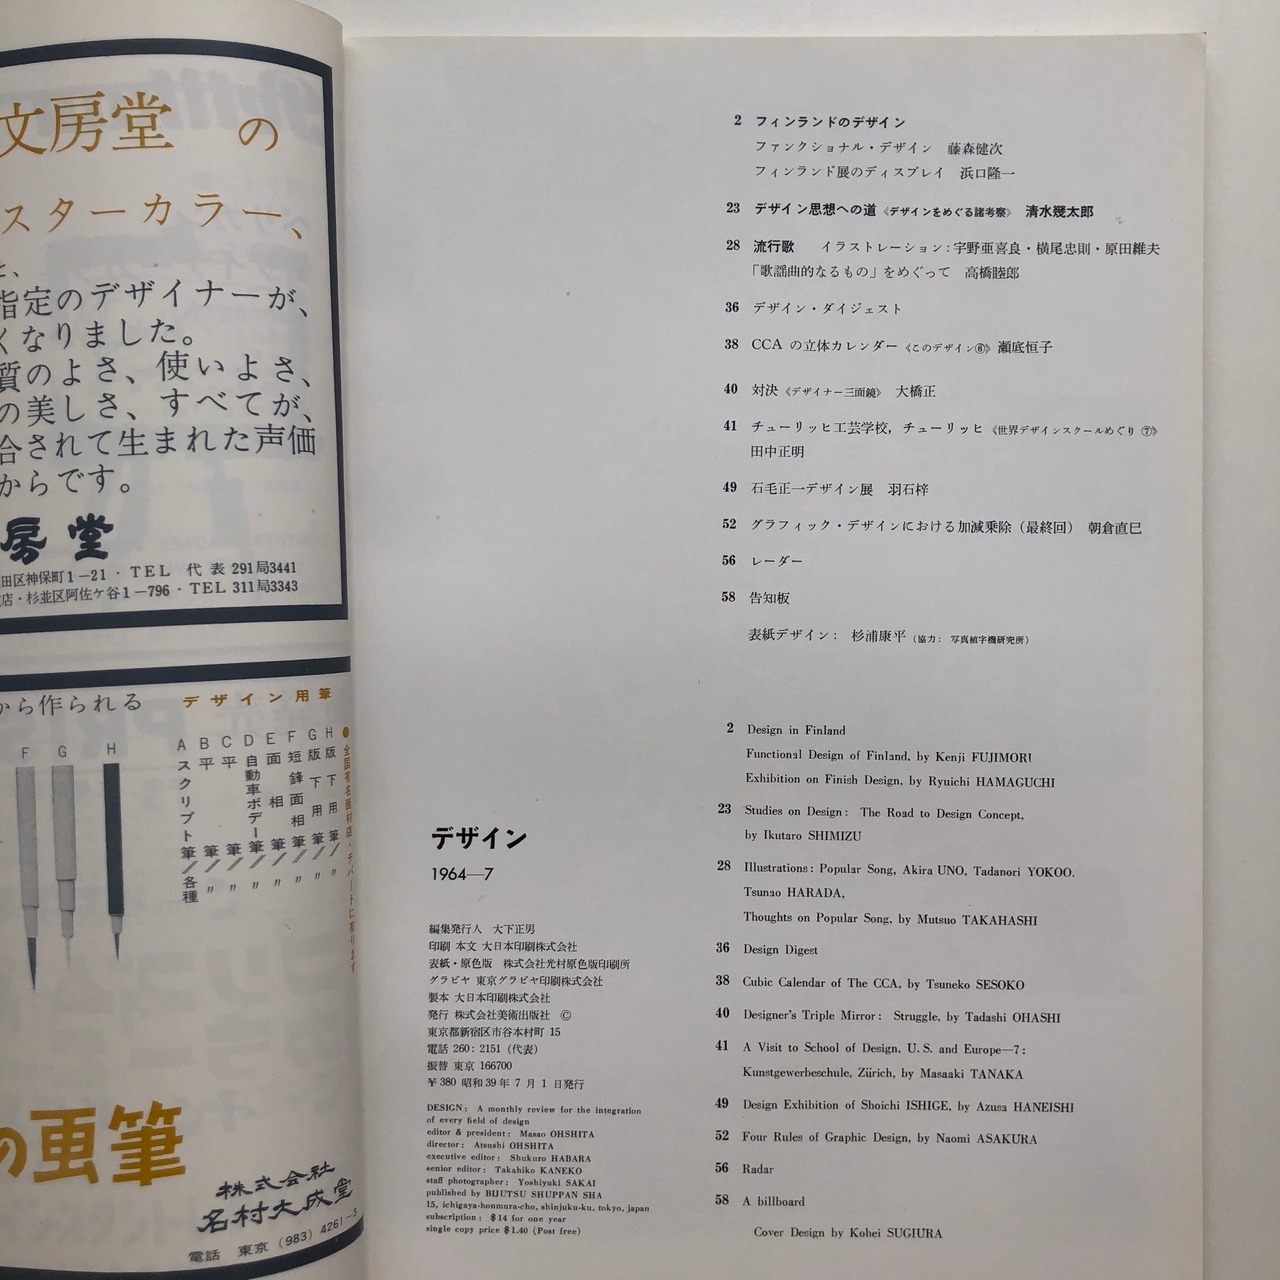 文房堂 の
スターカラー、
と、
指定のデザイナーが、
くなりました。
質のよさ、使いよさ、
の美しさ、すべてが、
合されて生まれた声価
からです。
房堂
田区神保町1-21・TEL 代表 291局3441
店・杉並区阿佐ケ谷1-796・TEL 311局3343
から作られる
デザイン用筆
F G H
A スクリプト筆/各種
B 平筆/〃
C 平筆/〃
D 自動車ボデー筆/〃
E 面相筆/〃
F 短鋒面相筆/〃
G 版下用筆/〃
H 版下用筆/〃
●全国有名画材店・デパートに有ります
の画筆
株式会社
名村大成堂
電話 東京 (983) 4261-3
2 フィンランドのデザイン
ファンクショナル・デザイン 藤森健次
フィンランド展のディスプレイ 浜口隆一
23 デザイン思想への道《デザインをめぐる諸考察》 清水幾太郎
28 流行歌 イラストレーション：宇野亜喜良・横尾忠則・原田維夫
「歌謡曲的なるもの」をめぐって 高橋睦郎
36 デザイン・ダイジェスト
38 CCA の立体カレンダー《このデザイン⑥》 瀬底恒子
40 対決《デザイナー三面鏡》 大橋正
41 チューリッヒ工芸学校，チューリッヒ《世界デザインスクールめぐり ⑦》
田中正明
49 石毛正一デザイン展 羽石梓
52 グラフィック・デザインにおける加減乗除（最終回） 朝倉直巳
56 レーダー
58 告知板
表紙デザイン： 杉浦康平（協力： 写真植字機研究所）
2 Design in Finland
Functional Design of Finland, by Kenji FUJIMORI
Exhibition on Finish Design, by Ryuichi HAMAGUCHI
23 Studies on Design: The Road to Design Concept,
by Ikutaro SHIMIZU
28 Illustrations: Popular Song, Akira UNO, Tadanori YOKOO.
Tsunao HARADA,
Thoughts on Popular Song, by Mutsuo TAKAHASHI
36 Design Digest
38 Cubic Calendar of The CCA, by Tsuneko SESOKO
40 Designer's Triple Mirror: Struggle, by Tadashi OHASHI
41 A Visit to School of Design, U.S. and Europe—7:
Kunstgewerbeschule, Zürich, by Masaaki TANAKA
49 Design Exhibition of Shoichi ISHIGE, by Azusa HANEISHI
52 Four Rules of Graphic Design, by Naomi ASAKURA
56 Radar
58 A billboard
Cover Design by Kohei SUGIURA
デザイン
1964—7
編集発行人 大下正男
印刷 本文 大日本印刷株式会社
表紙・原色版 株式会社光村原色版印刷所
グラビヤ 東京グラビヤ印刷株式会社
製本 大日本印刷株式会社
発行 株式会社美術出版社 ©
東京都新宿区市谷本村町 15
電話 260：2151（代表）
振替 東京 166700
￥380 昭和39年 7 月 1 日発行
DESIGN: A monthly review for the integration
of every field of design
editor & president: Masao OHSHITA
director: Atsushi OHSHITA
executive editor: Shukuro HABARA
senior editor: Takahiko KANEKO
staff photographer: Yoshiyuki SAKAI
published by BIJUTSU SHUPPAN SHA
15, ichigaya-honmura-cho, shinjuku-ku, tokyo, japan
subscription: $14 for one year
single copy price $1.40 (Post free)